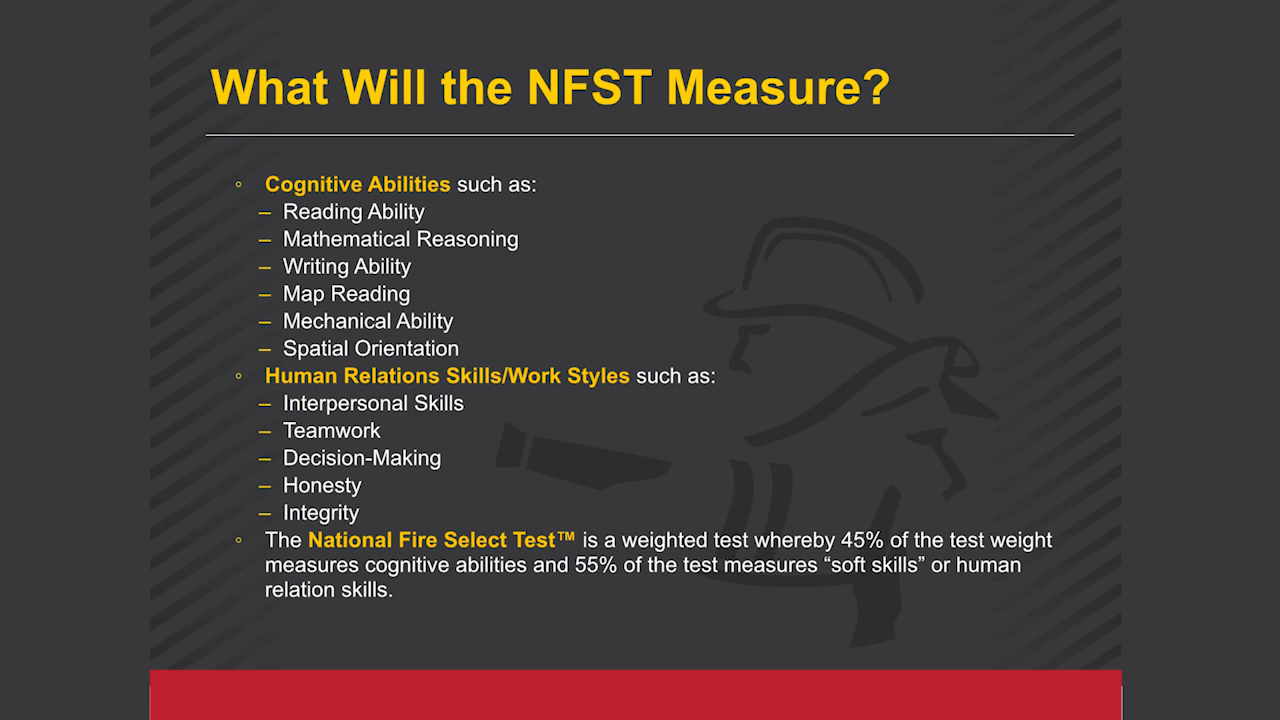 What Will the NFST Measure?
◦ Cognitive Abilities such as:
– Reading Ability
– Mathematical Reasoning
– Writing Ability
– Map Reading
– Mechanical Ability
– Spatial Orientation
◦ Human Relations Skills/Work Styles such as:
– Interpersonal Skills
– Teamwork
– Decision-Making
– Honesty
– Integrity
◦ The National Fire Select Test™ is a weighted test whereby 45% of the test weight
measures cognitive abilities and 55% of the test measures “soft skills” or human
relation skills.